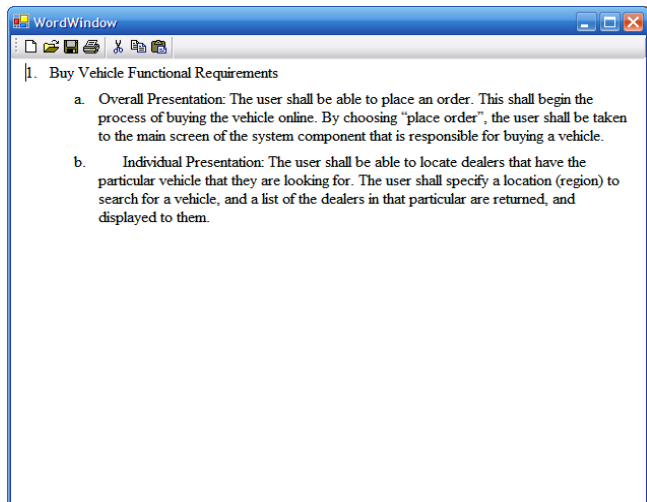 WordWindow
1. Buy Vehicle Functional Requirements
a. Overall Presentation: The user shall be able to place an order. This shall begin the
process of buying the vehicle online. By choosing “place order”, the user shall be taken
to the main screen of the system component that is responsible for buying a vehicle.
b. Individual Presentation: The user shall be able to locate dealers that have the
particular vehicle that they are looking for. The user shall specify a location (region) to
search for a vehicle, and a list of the dealers in that particular are returned, and
displayed to them.